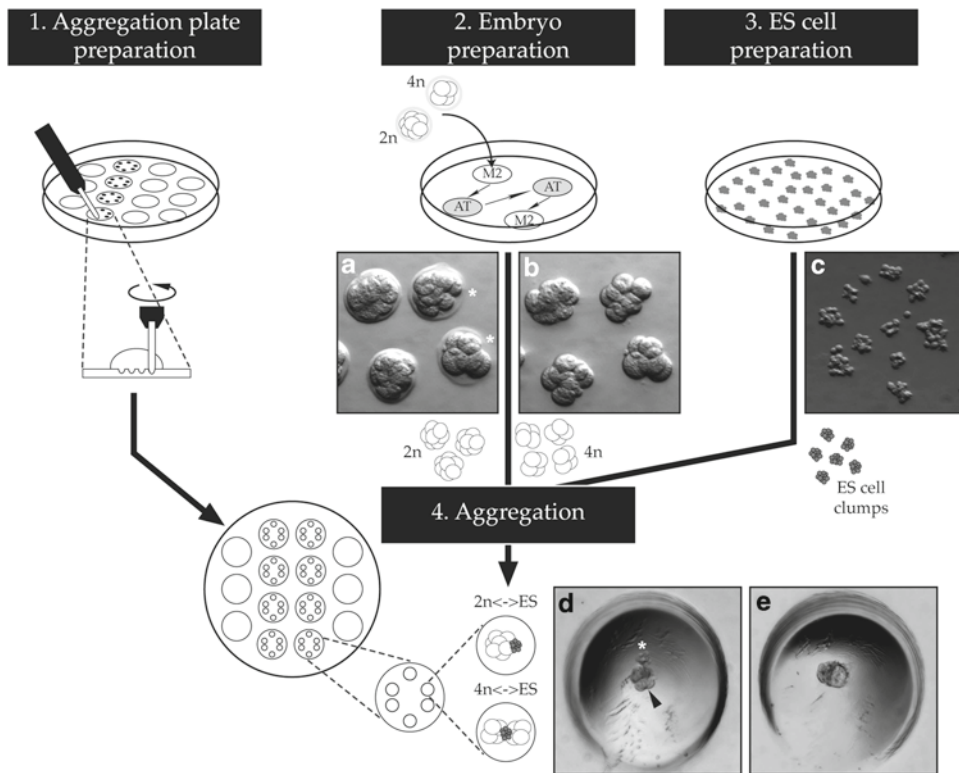 1. Aggregation plate
preparation
2. Embryo
preparation
3. ES cell
preparation
4n
2n
M2
AT
AT
M2
a
*
*
b
c
2n
4n
ES cell
clumps
4. Aggregation
2n<->ES
4n<->ES
d
*
e